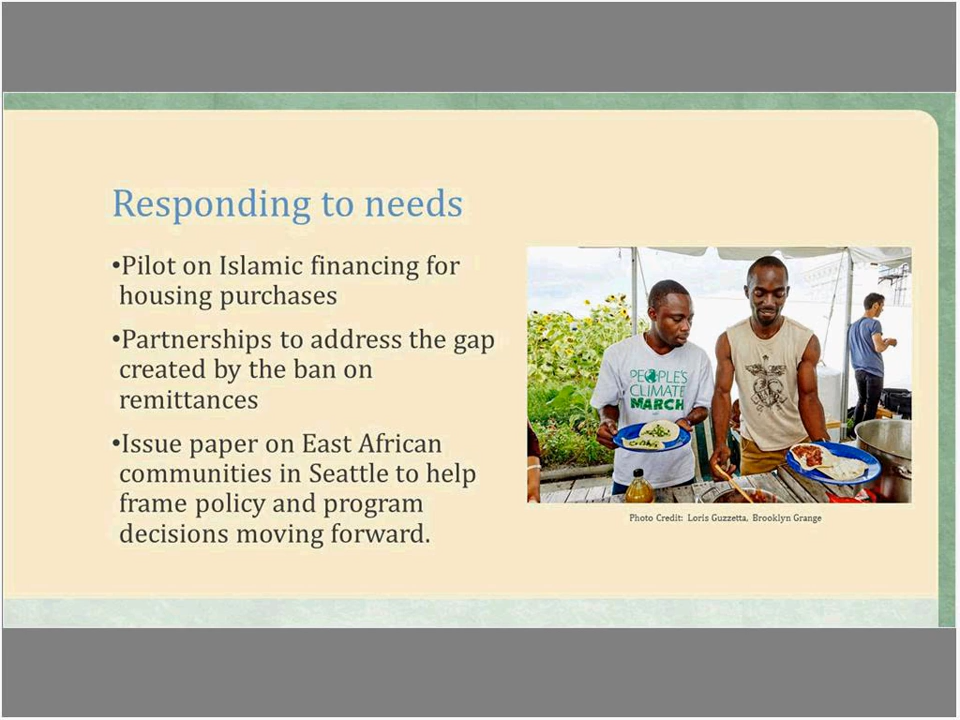 Responding to needs
•Pilot on Islamic financing for
housing purchases
•Partnerships to address the gap
created by the ban on
remittances
•Issue paper on East African
communities in Seattle to help
frame policy and program
decisions moving forward.
PEOPLE'S
CLIMATE
MARCH
Photo Credit: Loris Guzzetta, Brooklyn Grange